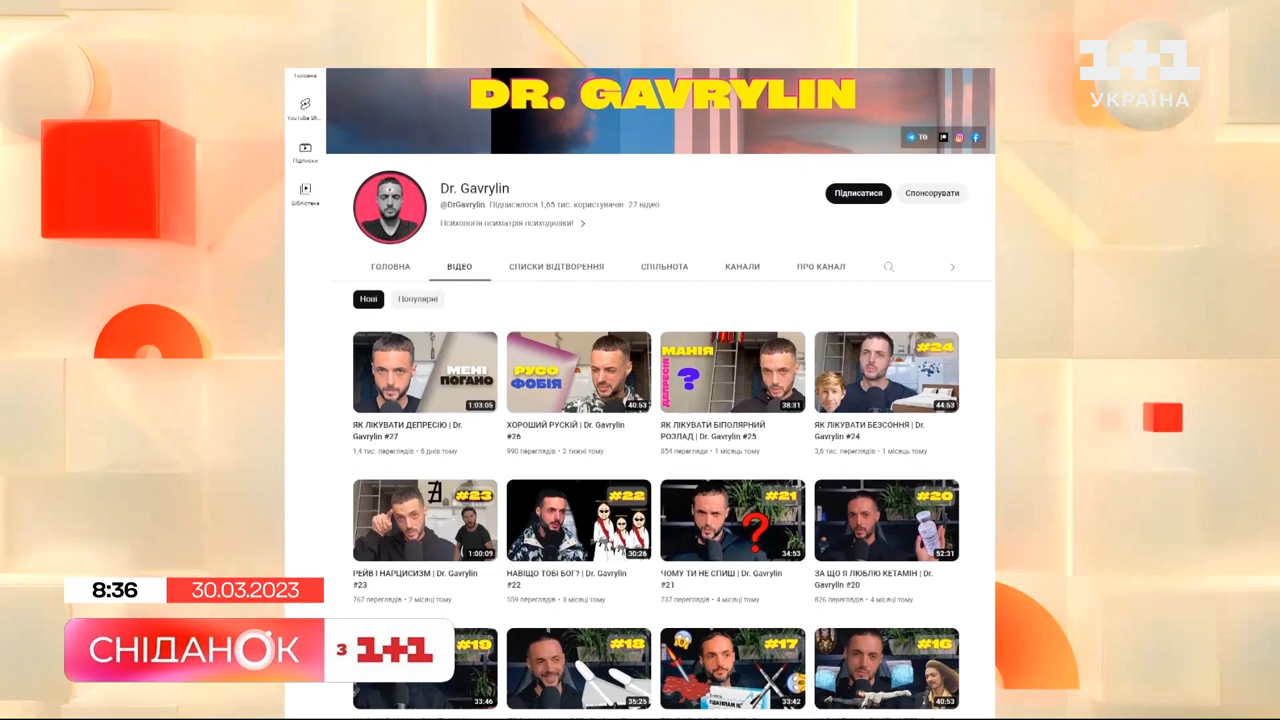 1+1
УКРАЇНА
DR. GAVRYLIN
Головна
YouTube Sh...
Підписки
Бібліотека
Dr. Gavrylin
@DrGavrylin Підписалося 1,65 тис. користувачів 27 відео
Психологія психіатрія психоделіки!
Підписатися
Спонсорувати
ГОЛОВНА
ВІДЕО
СПИСКИ ВІДТВОРЕННЯ
СПІЛЬНОТА
КАНАЛИ
ПРО КАНАЛ
Нові
Популярні
МЕНІ
ПОГАНО
1:03:05
РУСО
ФОБІЯ
40:53
МАНІЯ
?
ДЕПРЕСІЯ
38:31
#24
44:53
ЯК ЛІКУВАТИ ДЕПРЕСІЮ | Dr.
Gavrylin #27
1,4 тис. переглядів • 6 днів тому
ХОРОШИЙ РУСКІЙ | Dr. Gavrylin
#26
990 переглядів • 2 тижні тому
ЯК ЛІКУВАТИ БІПОЛЯРНИЙ
РОЗЛАД | Dr. Gavrylin #25
854 перегляди • 1 місяць тому
ЯК ЛІКУВАТИ БЕЗСОННЯ | Dr.
Gavrylin #24
3,6 тис. переглядів • 1 місяць тому
#23
1:00:09
#22
30:26
#21
?
34:53
#20
52:31
РЕЙВ І НАРЦИСИЗМ | Dr. Gavrylin
#23
767 переглядів • 2 місяці тому
НАВІЩО ТОБІ БОГ? | Dr. Gavrylin
#22
559 переглядів • 3 місяці тому
ЧОМУ ТИ НЕ СПИШ | Dr. Gavrylin
#21
737 переглядів • 4 місяці тому
ЗА ЩО Я ЛЮБЛЮ КЕТАМІН | Dr.
Gavrylin #20
826 переглядів • 4 місяці тому
#19
33:46
#18
35:25
#17
33:42
#16
40:53
8:36
30.03.2023
СНІДАНОК
з 1+1